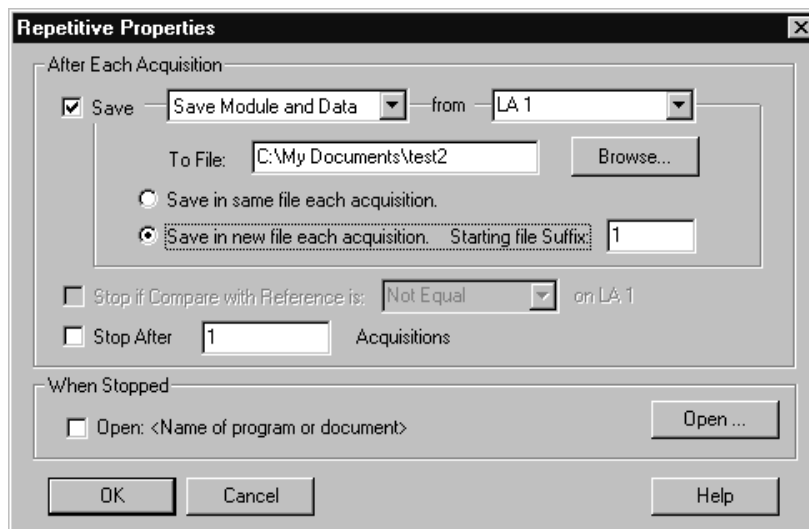 Repetitive Properties
After Each Acquisition
Save Save Module and Data from LA 1
To File: C:\My Documents\test2 Browse...
Save in same file each acquisition.
Save in new file each acquisition. Starting file Suffix: 1
Stop if Compare with Reference is: Not Equal on LA 1
Stop After 1 Acquisitions
When Stopped
Open: <Name of program or document> Open ...
OK Cancel Help